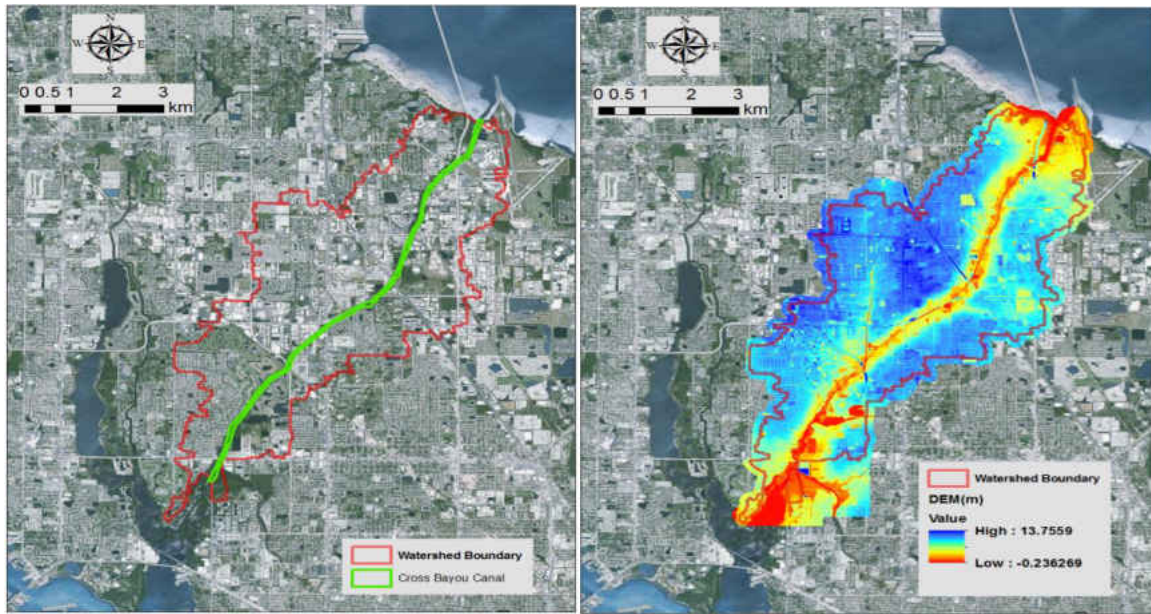 N
W E
S
0 0.5 1 2 3
km
Watershed Boundary
Cross Bayou Canal
N
W E
S
0 0.5 1 2 3
km
Watershed Boundary
DEM(m)
Value
High : 13.7559
Low : -0.236269